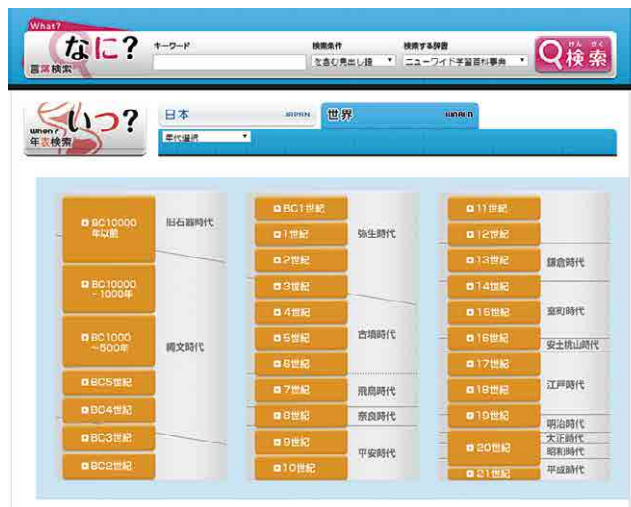 What?
なに?
言葉検索
キーワード
検索条件
検索する辞書
を含む見出し語
ニューワイド学習百科事典
けん さく
検索
いつ?
When?
年表検索
日本
JAPAN
世界
WORLD
年代選択
BC10000
年以前
BC10000
-1000年
BC1000
～500年
BC5世紀
BC4世紀
BC3世紀
BC2世紀
旧石器時代
縄文時代
BC1世紀
1世紀
2世紀
3世紀
4世紀
5世紀
6世紀
7世紀
8世紀
9世紀
10世紀
弥生時代
古墳時代
飛鳥時代
奈良時代
平安時代
11世紀
12世紀
13世紀
14世紀
15世紀
16世紀
17世紀
18世紀
19世紀
20世紀
21世紀
鎌倉時代
室町時代
安土桃山時代
江戸時代
明治時代
大正時代
昭和時代
平成時代